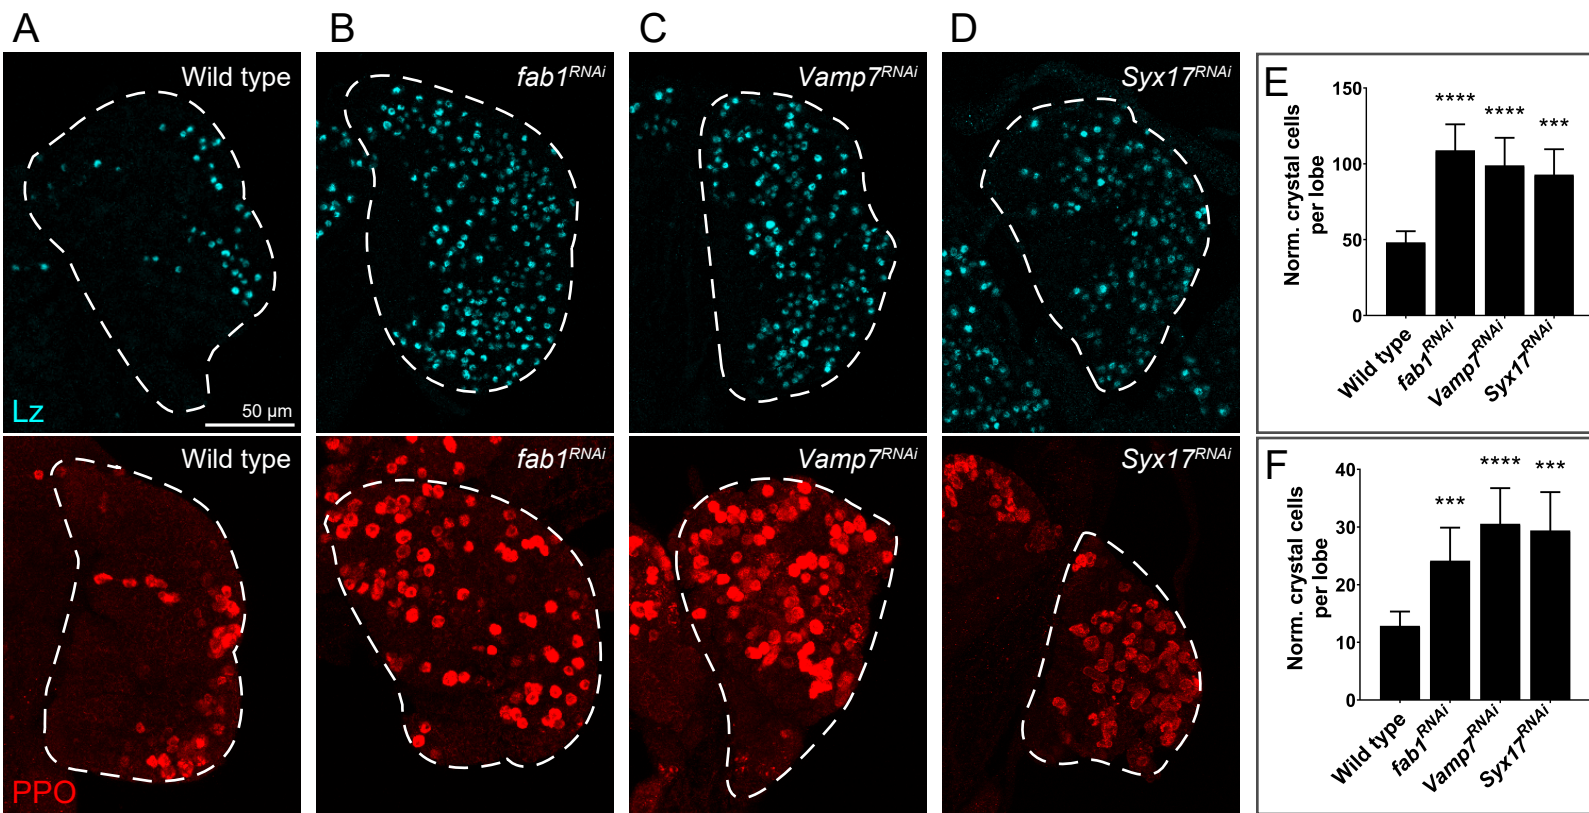 A
B
C
D
Wild type
fab1RNAi
Vamp7RNAi
Syx17RNAi
Lz
50 µm
Wild type
fab1RNAi
Vamp7RNAi
Syx17RNAi
PPO
E
Norm. crystal cells
per lobe
150
100
50
0
****
****
***
Wild type
fab1RNAi
Vamp7RNAi
Syx17RNAi
F
Norm. crystal cells
per lobe
40
30
20
10
0
***
****
***
Wild type
fab1RNAi
Vamp7RNAi
Syx17RNAi